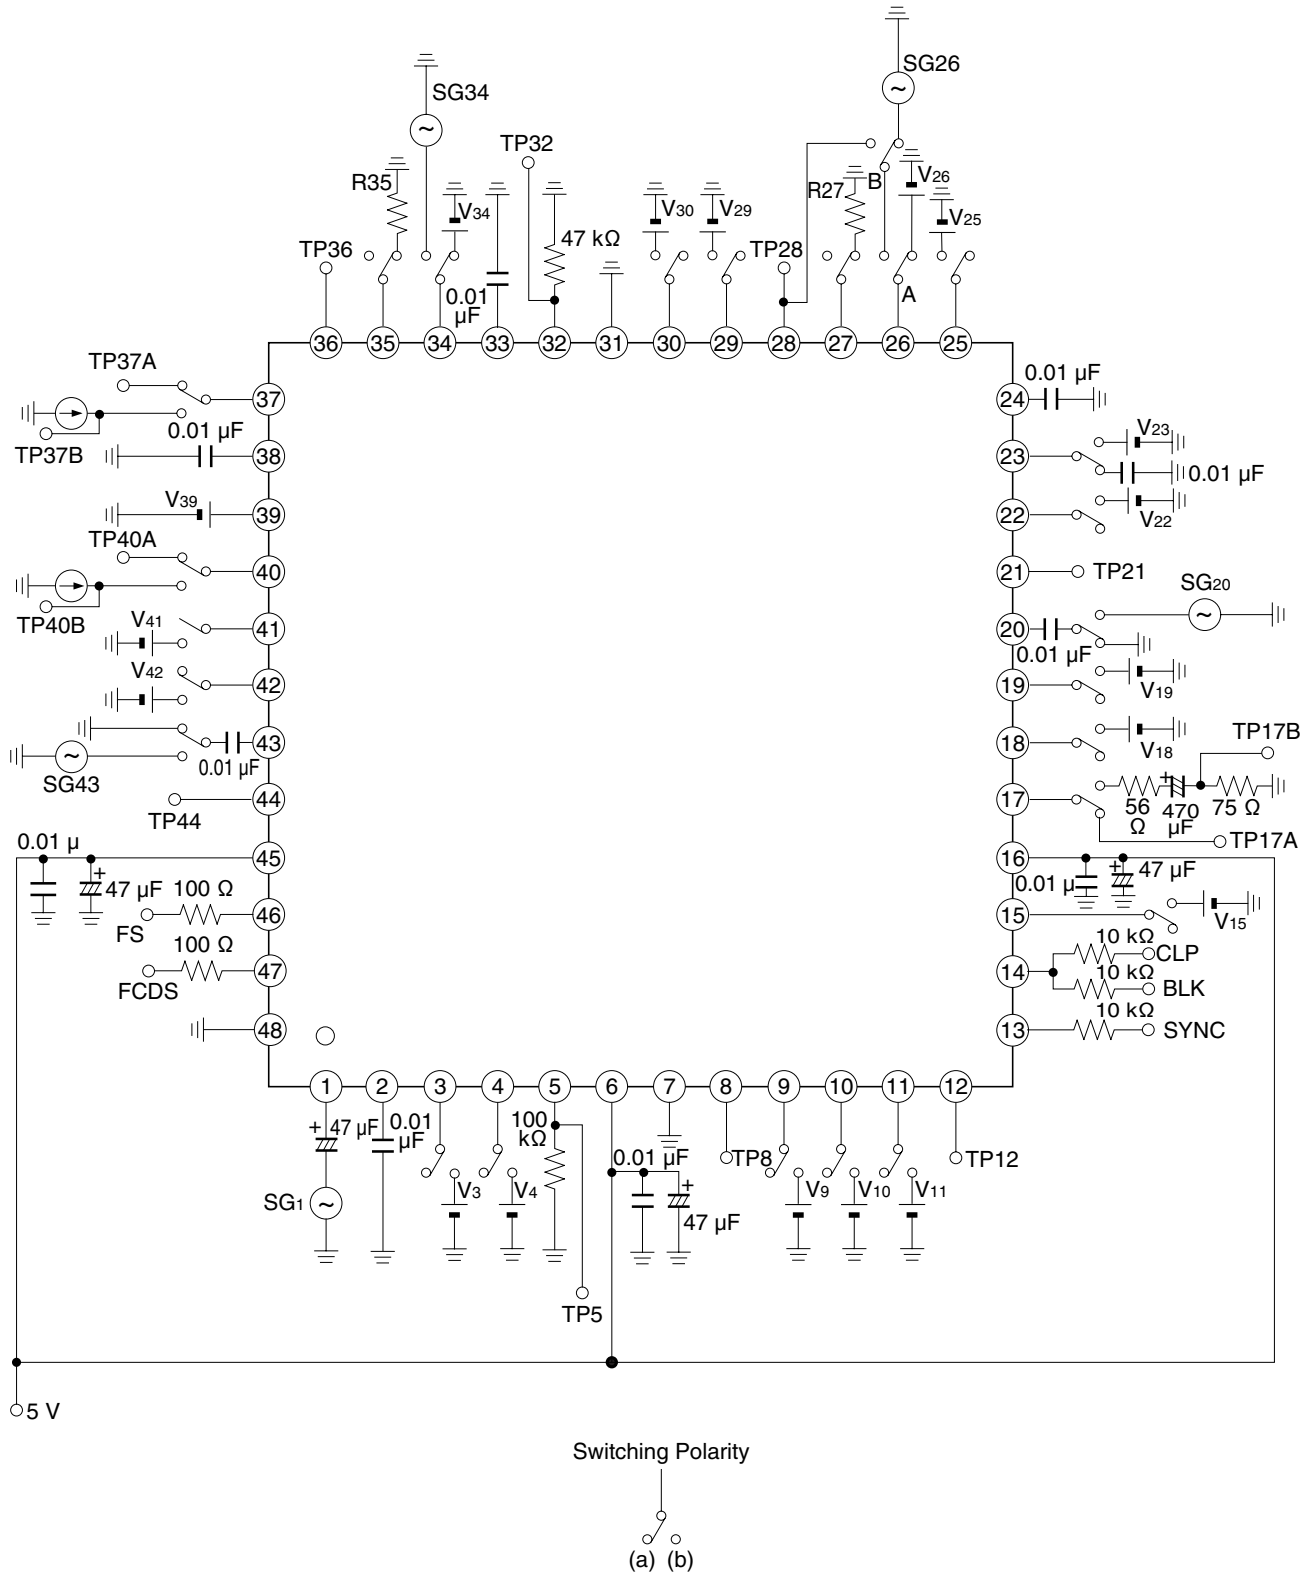 SG26
SG34
TP32
R35
V34
47 kΩ
V30
V29
R27
B
V26
V25
TP36
TP28
0.01
µF
A
36
35
34
33
32
31
30
29
28
27
26
25
TP37A
37
TP37B
0.01 µF
38
V39
39
TP40A
40
TP40B
V41
41
V42
42
43
0.01 µF
SG43
44
TP44
0.01 µ
45
47 µF
100 Ω
FS
46
100 Ω
FCDS
47
48
0.01 µF
24
V23
23
0.01 µF
22
V22
21
TP21
SG20
20
0.01 µF
19
V19
18
V18
TP17B
17
+
56
Ω
470
µF
75 Ω
TP17A
16
0.01 µ
+
47 µF
15
V15
10 kΩ
CLP
14
10 kΩ
BLK
10 kΩ
13
SYNC
+
1
2
3
4
5
6
7
8
9
10
11
12
+
47 µF
0.01
µF
100
kΩ
0.01 µF
TP8
TP12
SG1
V3
V4
+
47 µF
V9
V10
V11
TP5
5 V
Switching Polarity
(a) (b)